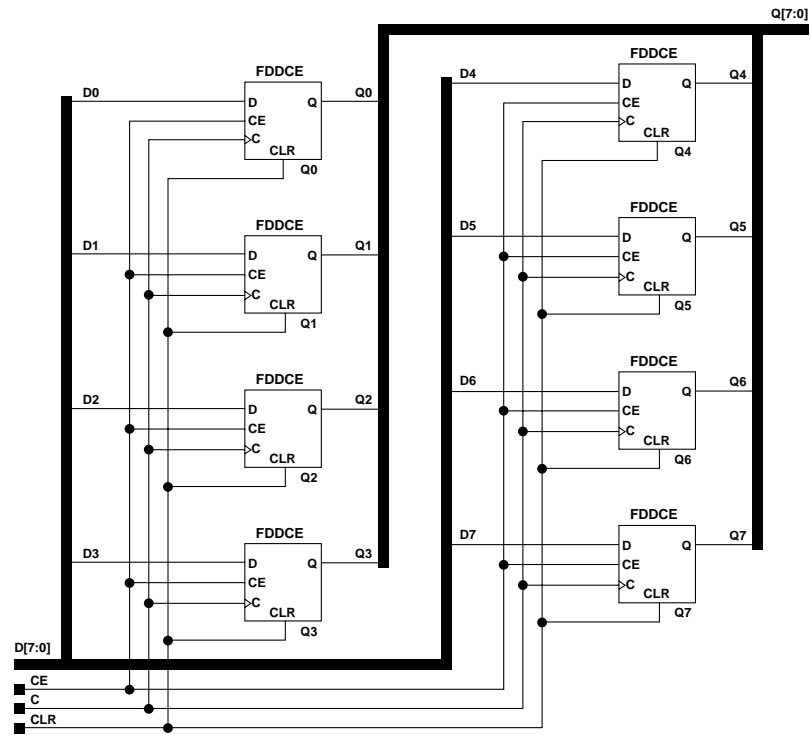 Q[7:0]
FDDCE
D0
D
Q
Q0
CE
C
CLR
Q0
FDDCE
D1
D
Q
Q1
CE
C
CLR
Q1
FDDCE
D2
D
Q
Q2
CE
C
CLR
Q2
FDDCE
D3
D
Q
Q3
CE
C
CLR
Q3
FDDCE
D4
D
Q
Q4
CE
C
CLR
Q4
FDDCE
D5
D
Q
Q5
CE
C
CLR
Q5
FDDCE
D6
D
Q
Q6
CE
C
CLR
Q6
FDDCE
D7
D
Q
Q7
CE
C
CLR
Q7
D[7:0]
CE
C
CLR